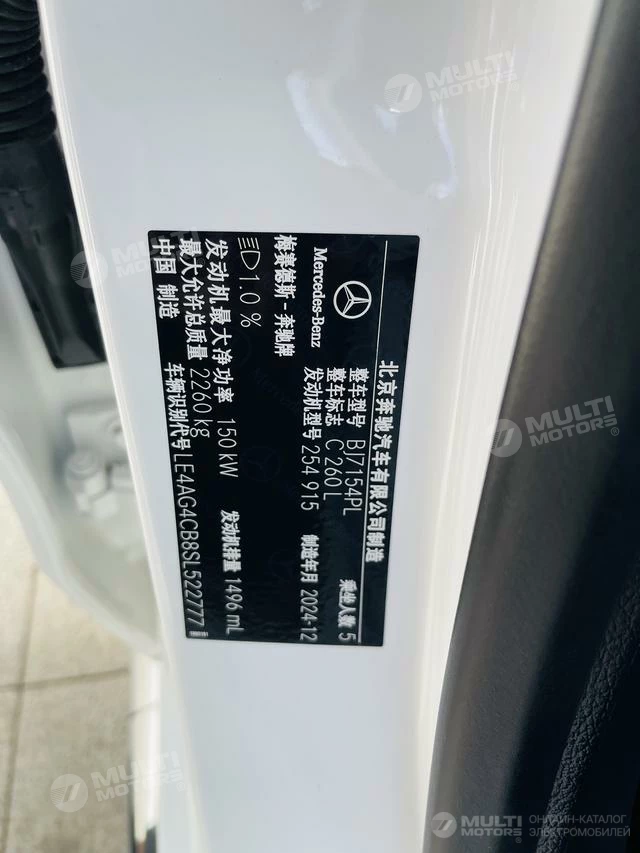 北京奔驰汽车有限公司制造
Mercedes-Benz
梅赛德斯-奔驰牌
整车型号 BJ7154PL
乘坐人数 5
整车标志 C 260 L
发动机型号 254 915
制造年月 2024-12
1.0 %
发动机最大净功率 150 kW
发动机排量 1496 mL
最大允许总质量 2260 kg
中国 制造
车辆识别代号 LE4AG4CB8SL522777
MULTI MOTORS
MULTI MOTORS
MULTI MOTORS®
MULTI MOTORS
MULTI MOTORS
ОНЛАЙН-КАТАЛОГ
ЭЛЕКТРОМОБИЛЕЙ